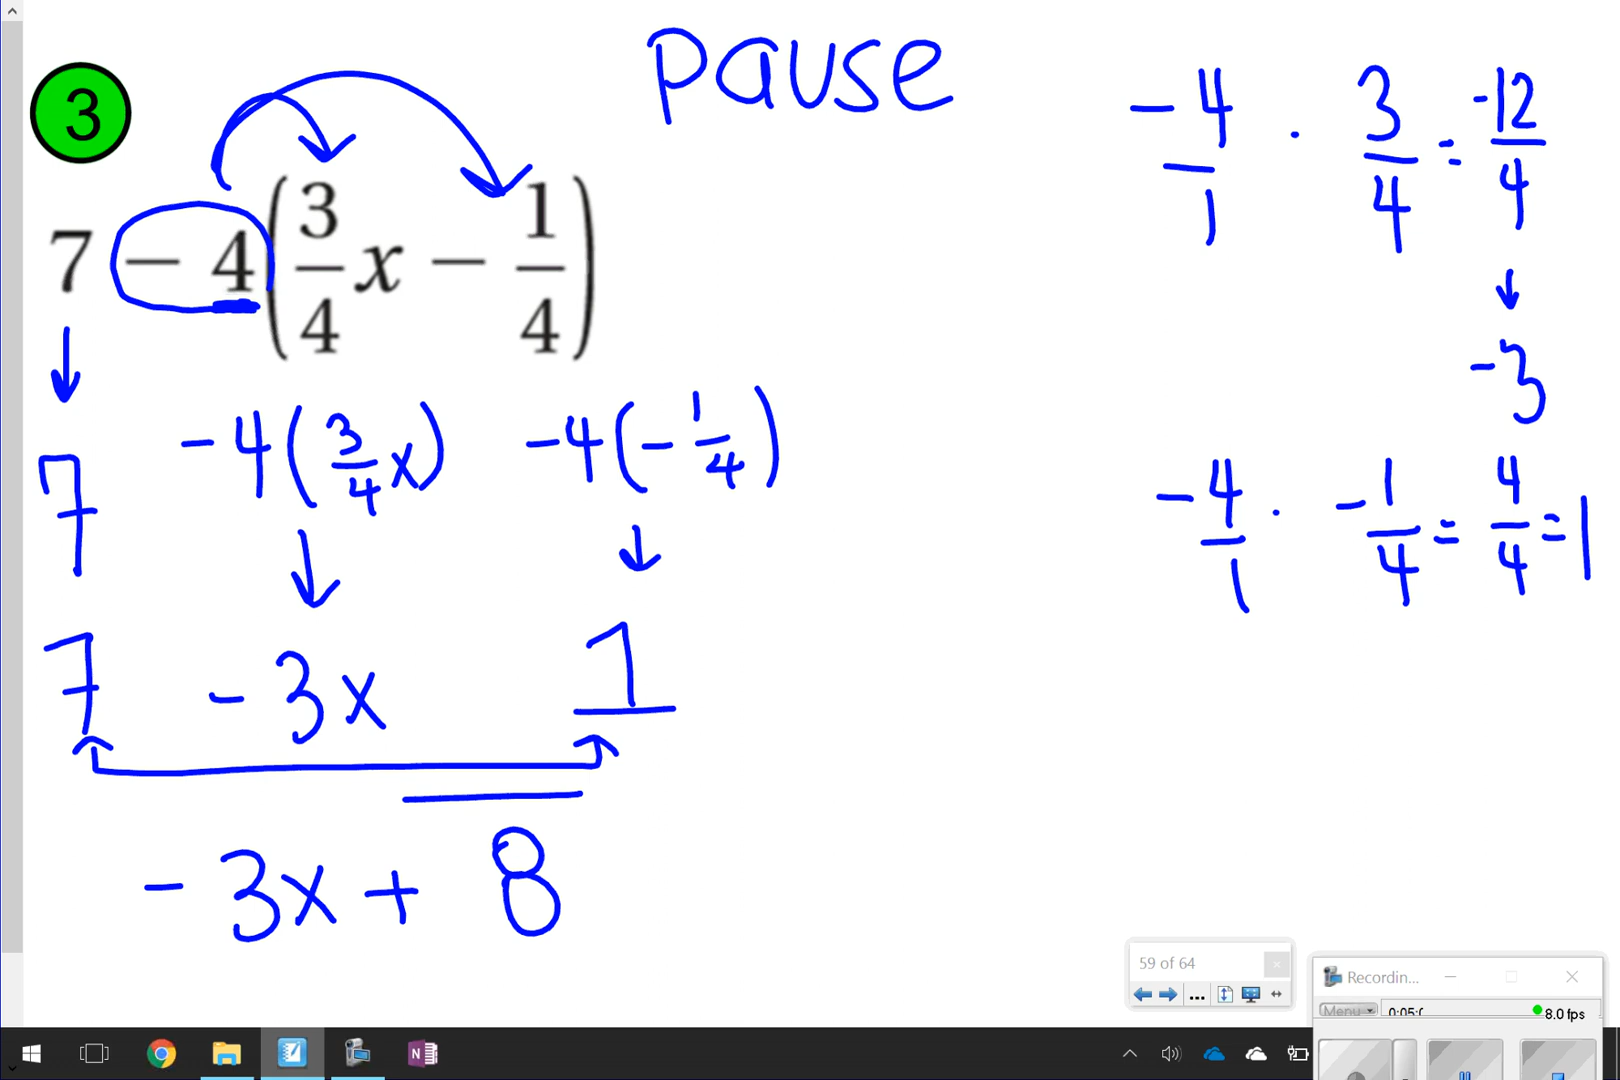 pause
3
7 − 4(3/4 x − 1/4)
-4/1 · 3/4 = -12/4
-3
7 -4(3/4 x) -4(-1/4)
-4/1 · -1/4 = 4/4 = 1
7 -3x 1
-3x + 8
59 of 64
Recordin...
Menu
8.0 fps
N